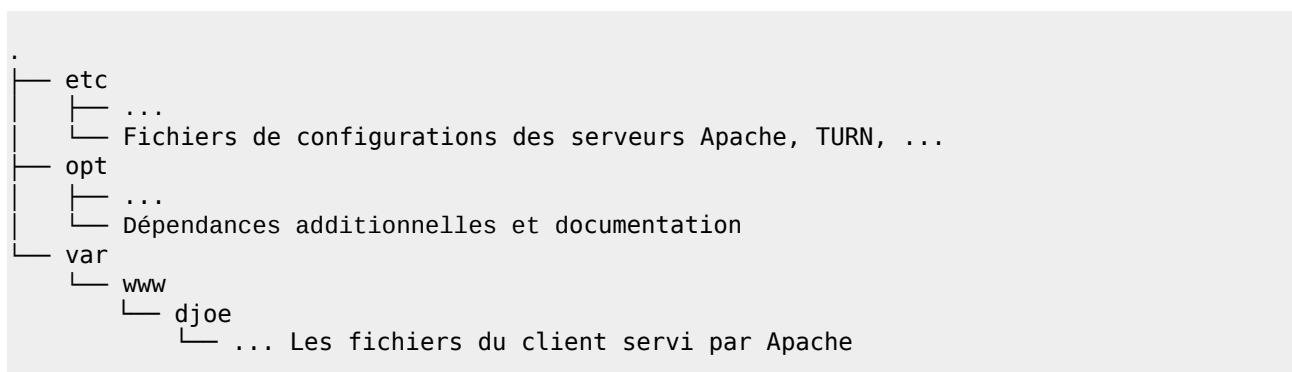 .
├── etc
│   ├── ...
│   └── Fichiers de configurations des serveurs Apache, TURN, ...
├── opt
│   ├── ...
│   └── Dépendances additionnelles et documentation
└── var
    └── www
        └── djoe
            └── ... Les fichiers du client servi par Apache